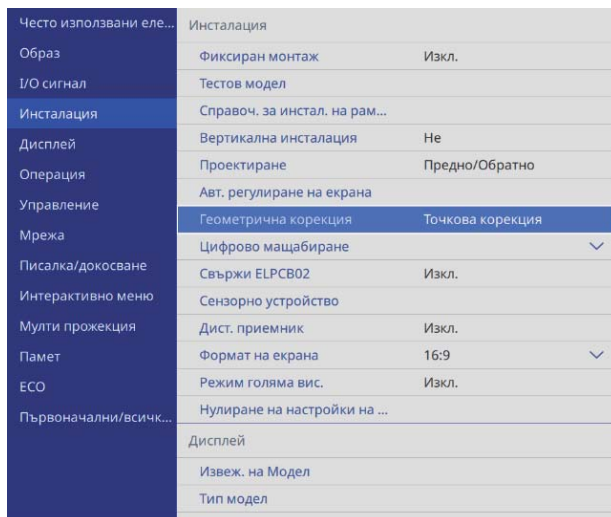 Често използвани еле...
Образ
I/O сигнал
Инсталация
Дисплей
Операция
Управление
Мрежа
Писалка/докосване
Интерактивно меню
Мулти прожекция
Памет
ECO
Първоначални/всичк...
Инсталация
Фиксиран монтаж Изкл.
Тестов модел
Справоч. за инстал. на рам...
Вертикална инсталация Не
Проектиране Предно/Обратно
Авт. регулиране на екрана
Геометрична корекция Точкова корекция
Цифрово мащабиране
Свържи ELPCB02 Изкл.
Сензорно устройство
Дист. приемник Изкл.
Формат на екрана 16:9
Режим голяма вис. Изкл.
Нулиране на настройки на ...
Дисплей
Извеж. на Модел
Тип модел